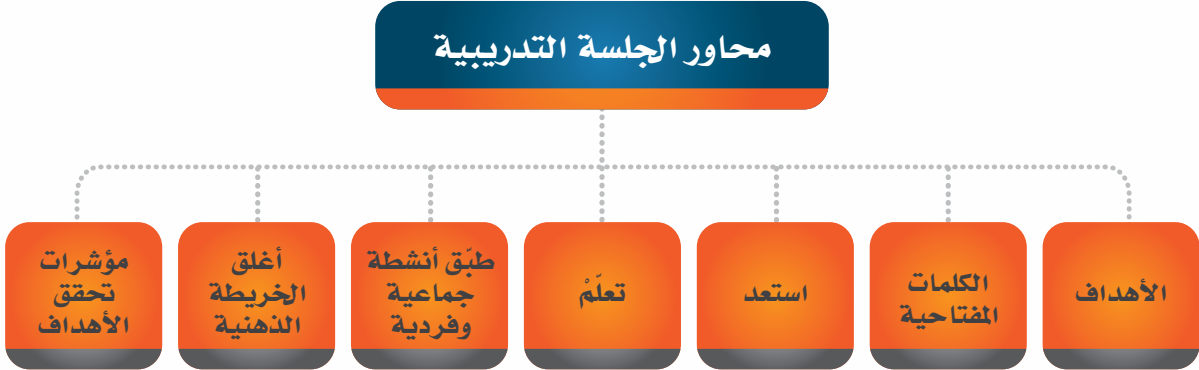 محاور الجلسة التدريبية
الأهداف
الكلمات
المفتاحية
استعد
تعلّمْ
طبّق أنشطة
جماعية
وفردية
أغلق
الخريطة
الذهنية
مؤشرات
تحقق
الأهداف